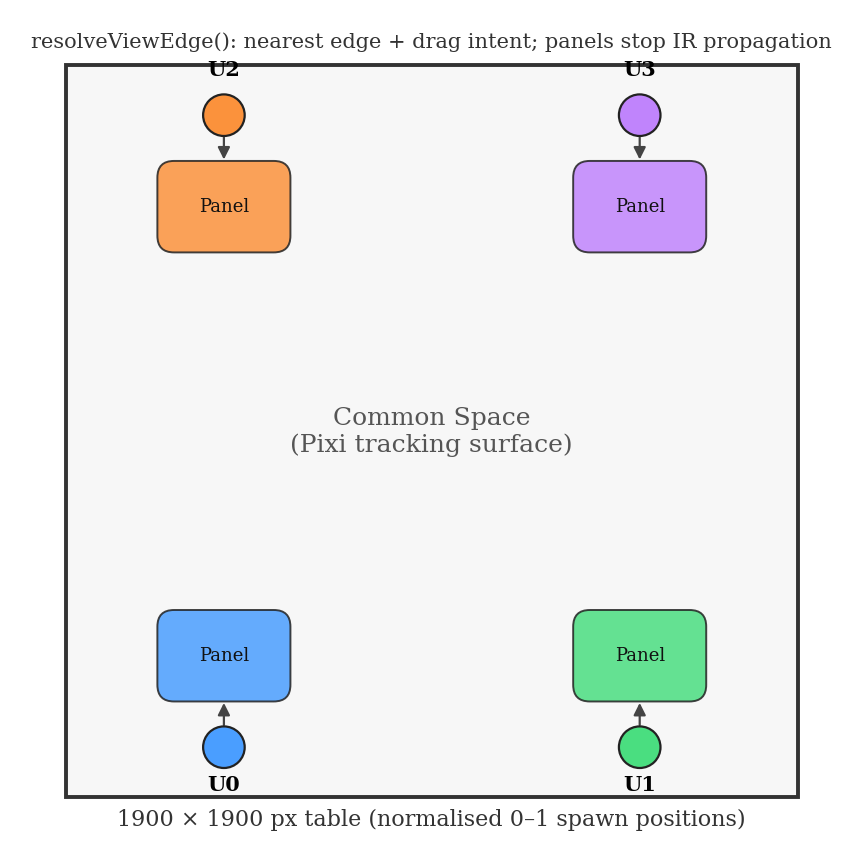 resolveViewEdge(): nearest edge + drag intent; panels stop IR propagation
U2
U3
Panel
Panel
Common Space
(Pixi tracking surface)
Panel
Panel
U0
U1
1900 × 1900 px table (normalised 0–1 spawn positions)